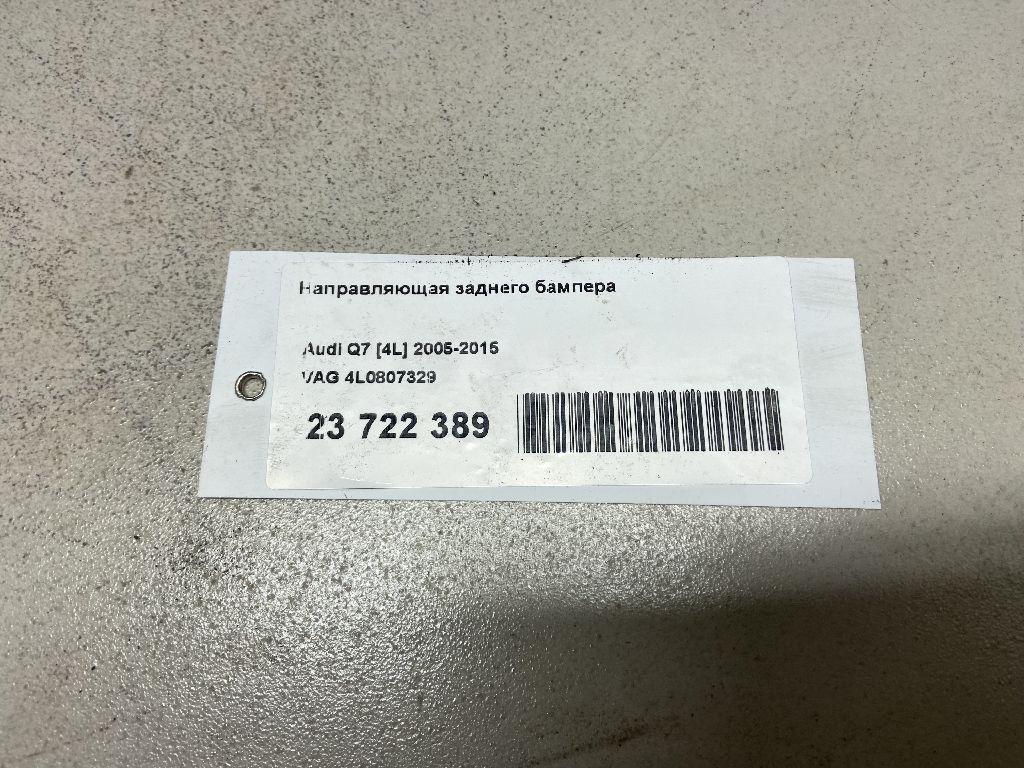 Направляющая заднего бампера
Audi Q7 [4L] 2005-2015
VAG 4L0807329
23 722 389